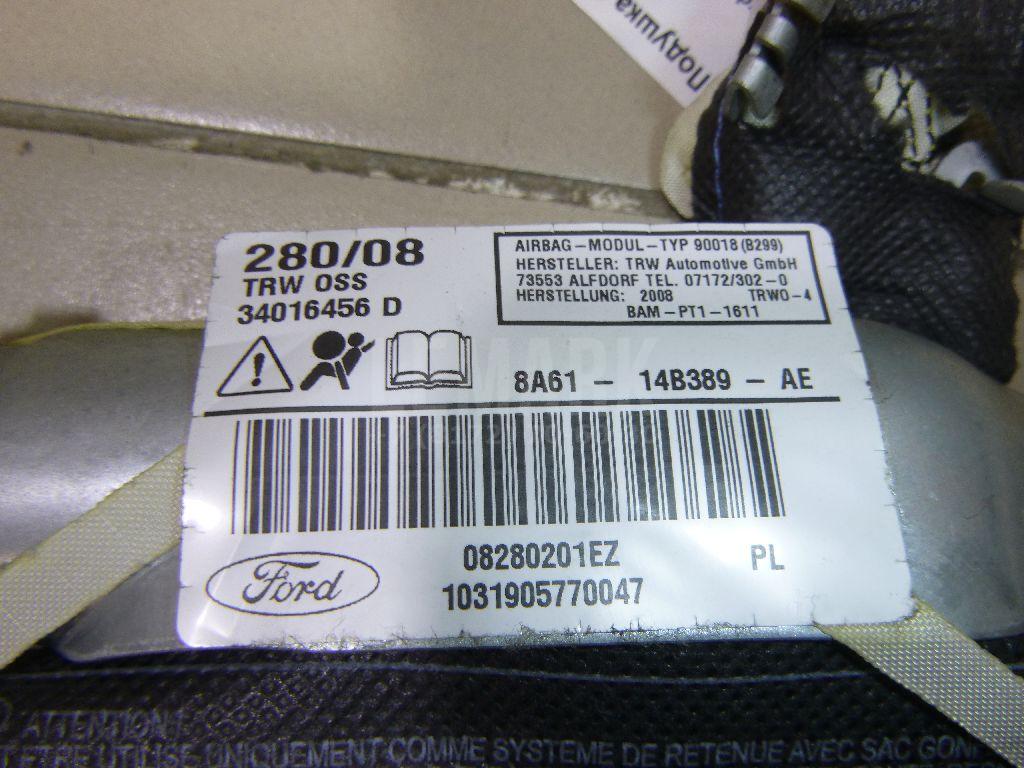 Подушка
280/08
TRW OSS
34016456 D
AIRBAG-MODUL-TYP 90018 (B299)
HERSTELLER: TRW Automotive GmbH
73553 ALFDORF TEL. 07172/302-0
HERSTELLUNG: 2008 TRWO-4
BAM-PT1-1611
8A61 - 14B389 - AE
08280201EZ PL
1031905770047
Ford
ATTENTION!
ETRE UTILISE UNIQUEMENT COMME SYSTEME DE RETENUE AVEC SAC